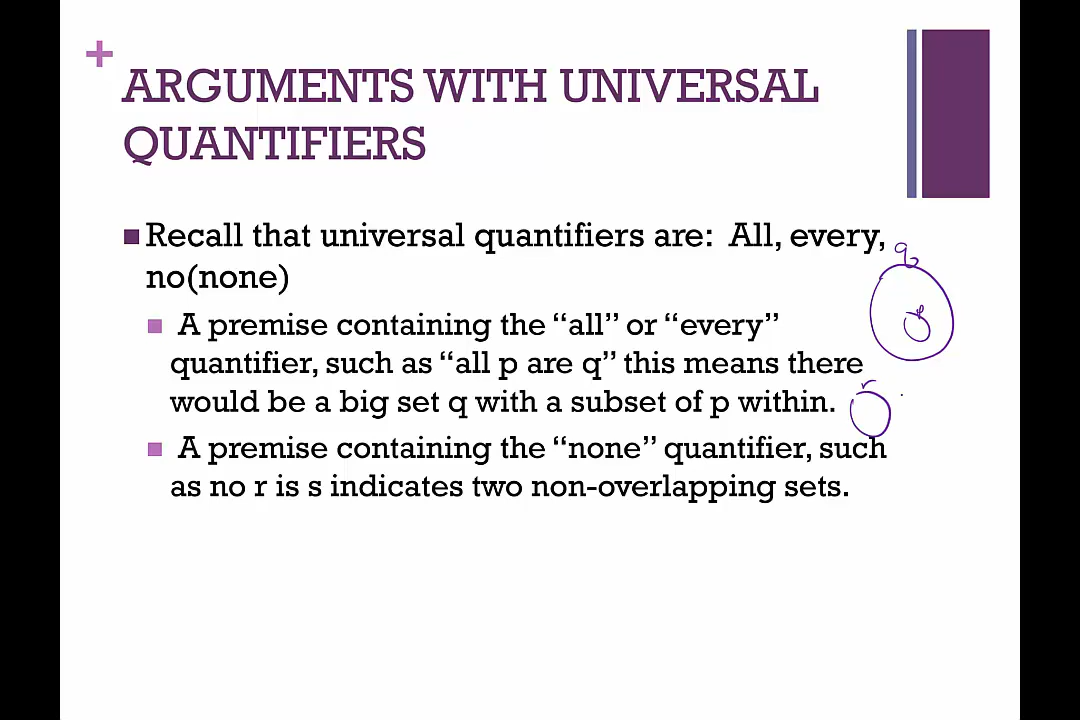 +
ARGUMENTS WITH UNIVERSAL
QUANTIFIERS
Recall that universal quantifiers are: All, every,
no(none)
q
A premise containing the “all” or “every”
p
quantifier, such as “all p are q” this means there
would be a big set q with a subset of p within.
r
A premise containing the “none” quantifier, such
as no r is s indicates two non-overlapping sets.